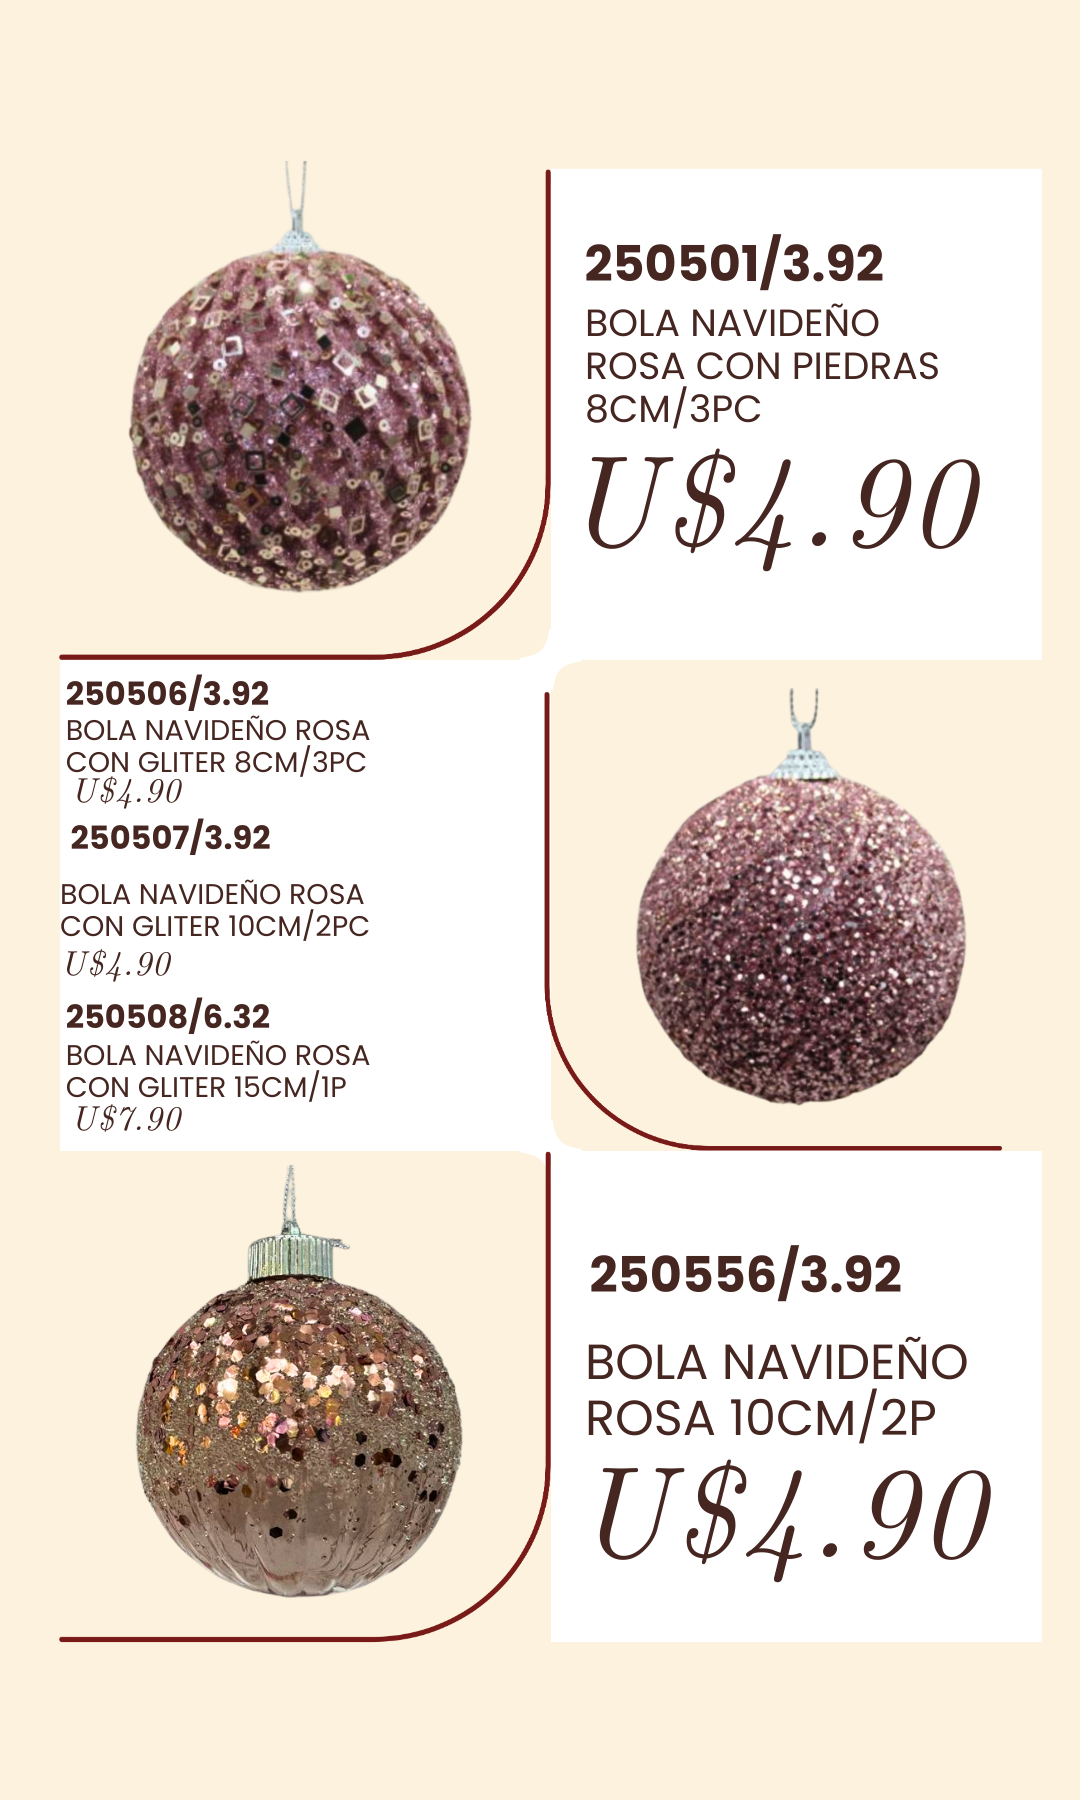 250501/3.92
BOLA NAVIDEÑO
ROSA CON PIEDRAS
8CM/3PC
U$4.90
250506/3.92
BOLA NAVIDEÑO ROSA
CON GLITER 8CM/3PC
U$4.90
250507/3.92
BOLA NAVIDEÑO ROSA
CON GLITER 10CM/2PC
U$4.90
250508/6.32
BOLA NAVIDEÑO ROSA
CON GLITER 15CM/1P
U$7.90
250556/3.92
BOLA NAVIDEÑO
ROSA 10CM/2P
U$4.90